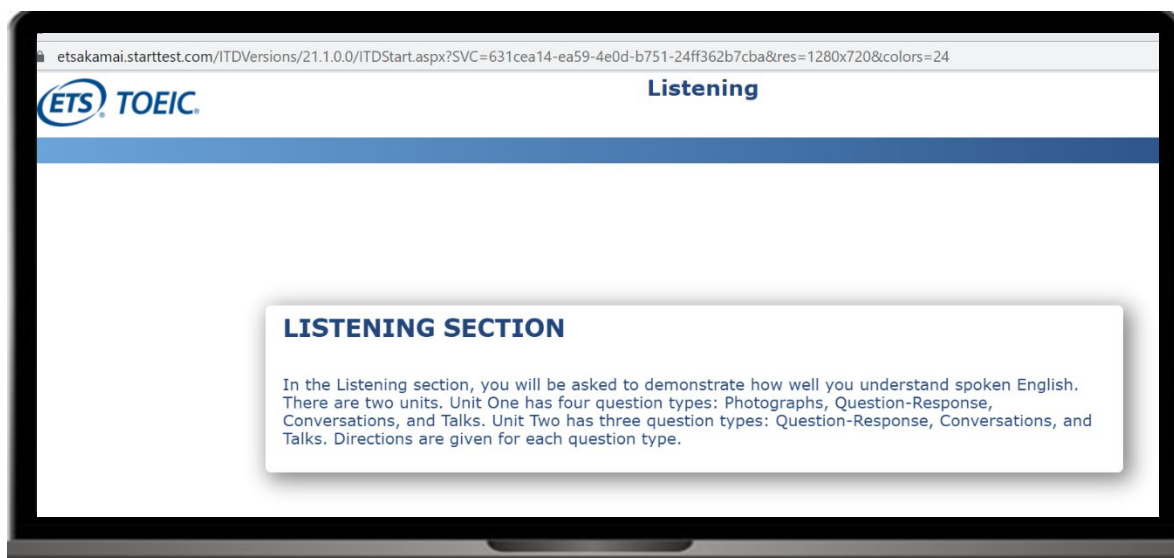 etsakamai.starttest.com/ITDVersions/21.1.0.0/ITDStart.aspx?SVC=631cea14-ea59-4e0d-b751-24ff362b7cba&res=1280x720&colors=24
Listening
ETS® TOEIC®
LISTENING SECTION
In the Listening section, you will be asked to demonstrate how well you understand spoken English.
There are two units. Unit One has four question types: Photographs, Question-Response,
Conversations, and Talks. Unit Two has three question types: Question-Response, Conversations, and
Talks. Directions are given for each question type.